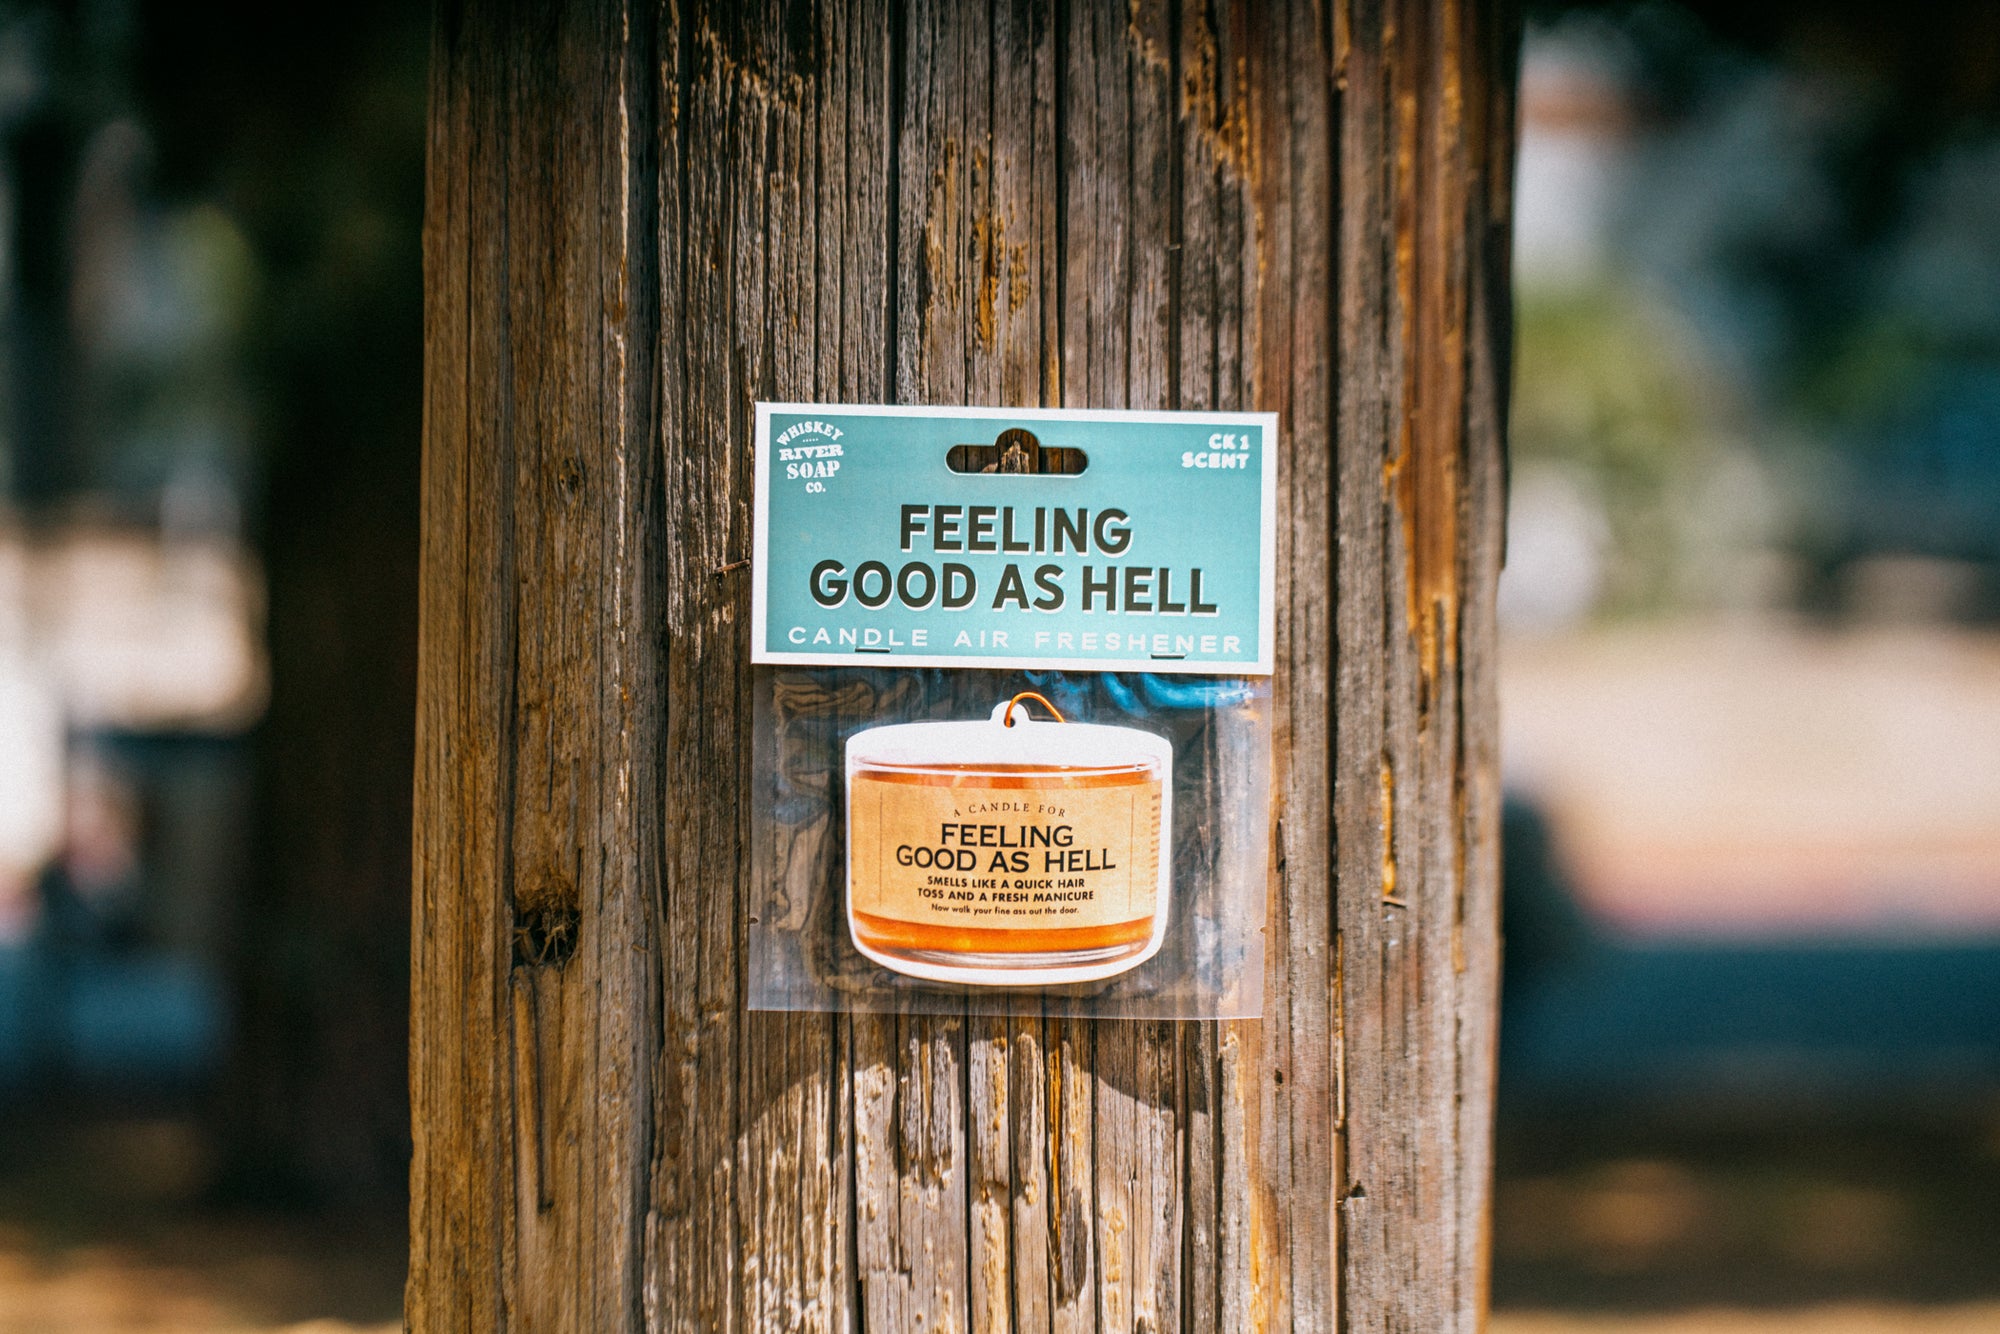 WHISKEY
RIVER
SOAP
CO.
CK 1
SCENT
FEELING
GOOD AS HELL
CANDLE AIR FRESHENER
A CANDLE FOR
FEELING
GOOD AS HELL
SMELLS LIKE A QUICK HAIR
TOSS AND A FRESH MANICURE
Now walk your fine ass out the door.